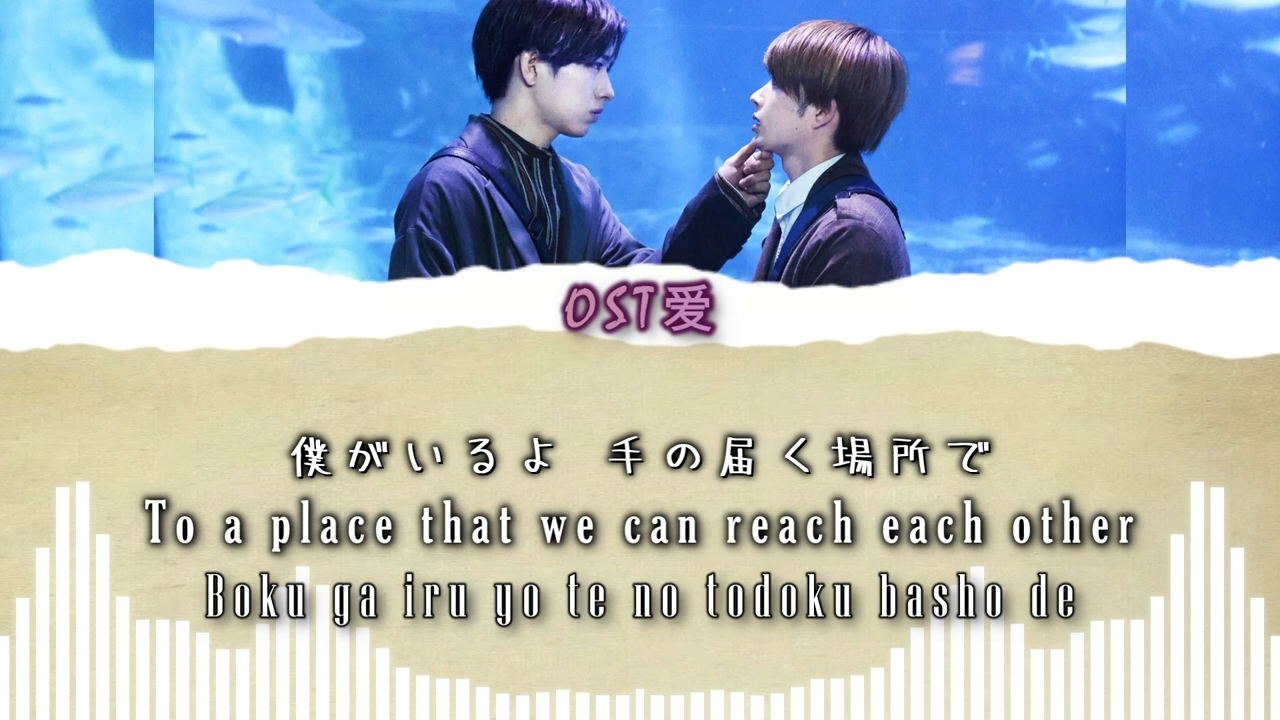 OST爱
僕がいるよ 手の届く場所で
To a place that we can reach each other
Boku ga iru yo te no todoku basho de